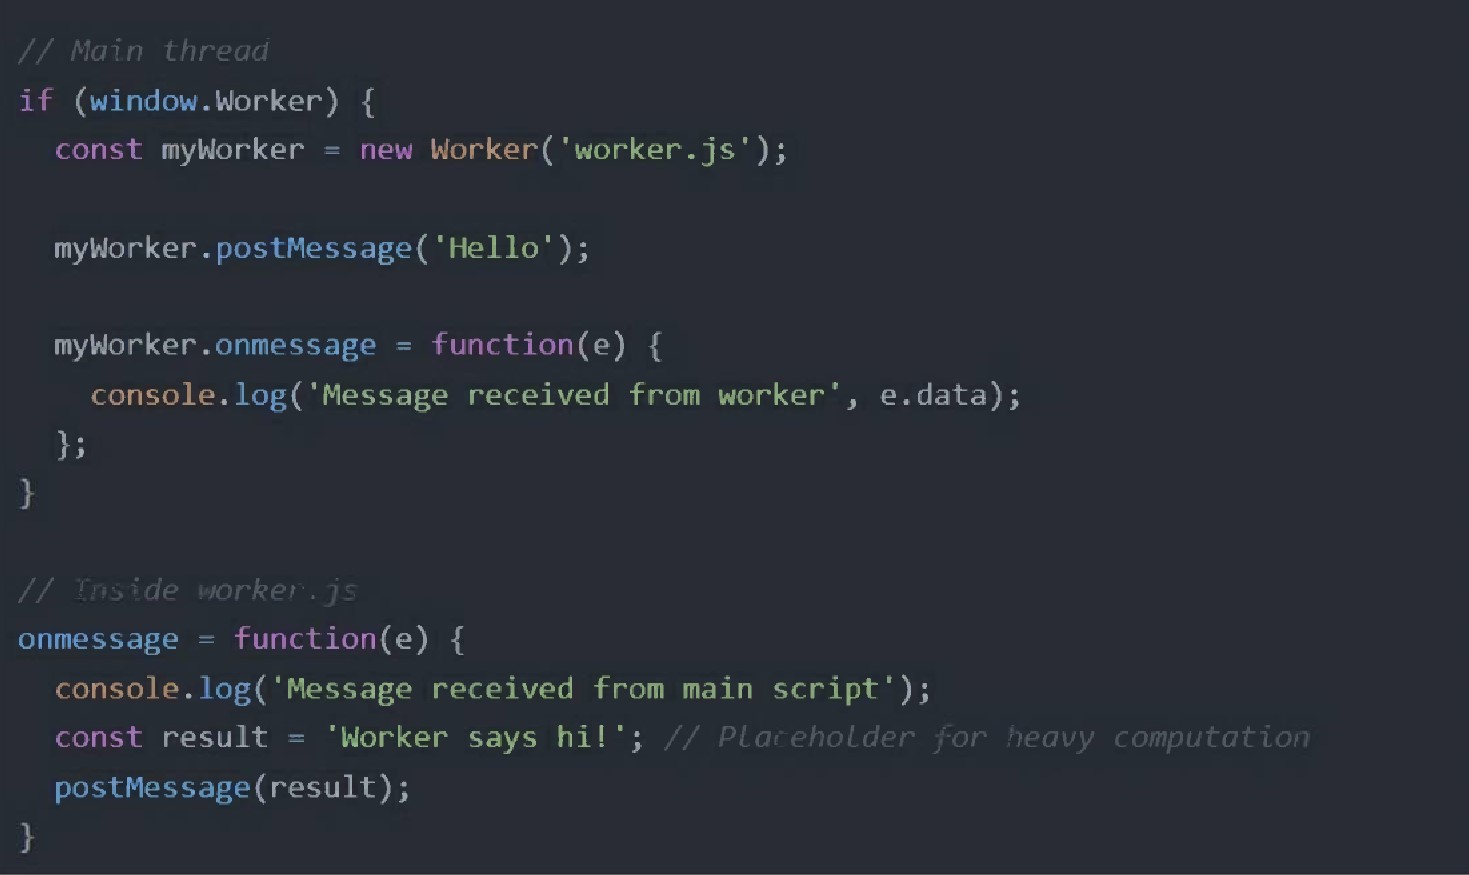 // Main thread
if (window.Worker) {
  const myWorker = new Worker('worker.js');
  myWorker.postMessage('Hello');
  myWorker.onmessage = function(e) {
    console.log('Message received from worker', e.data);
  };
}
// Inside worker.js
onmessage = function(e) {
  console.log('Message received from main script');
  const result = 'Worker says hi!'; // Placeholder for heavy computation
  postMessage(result);
}